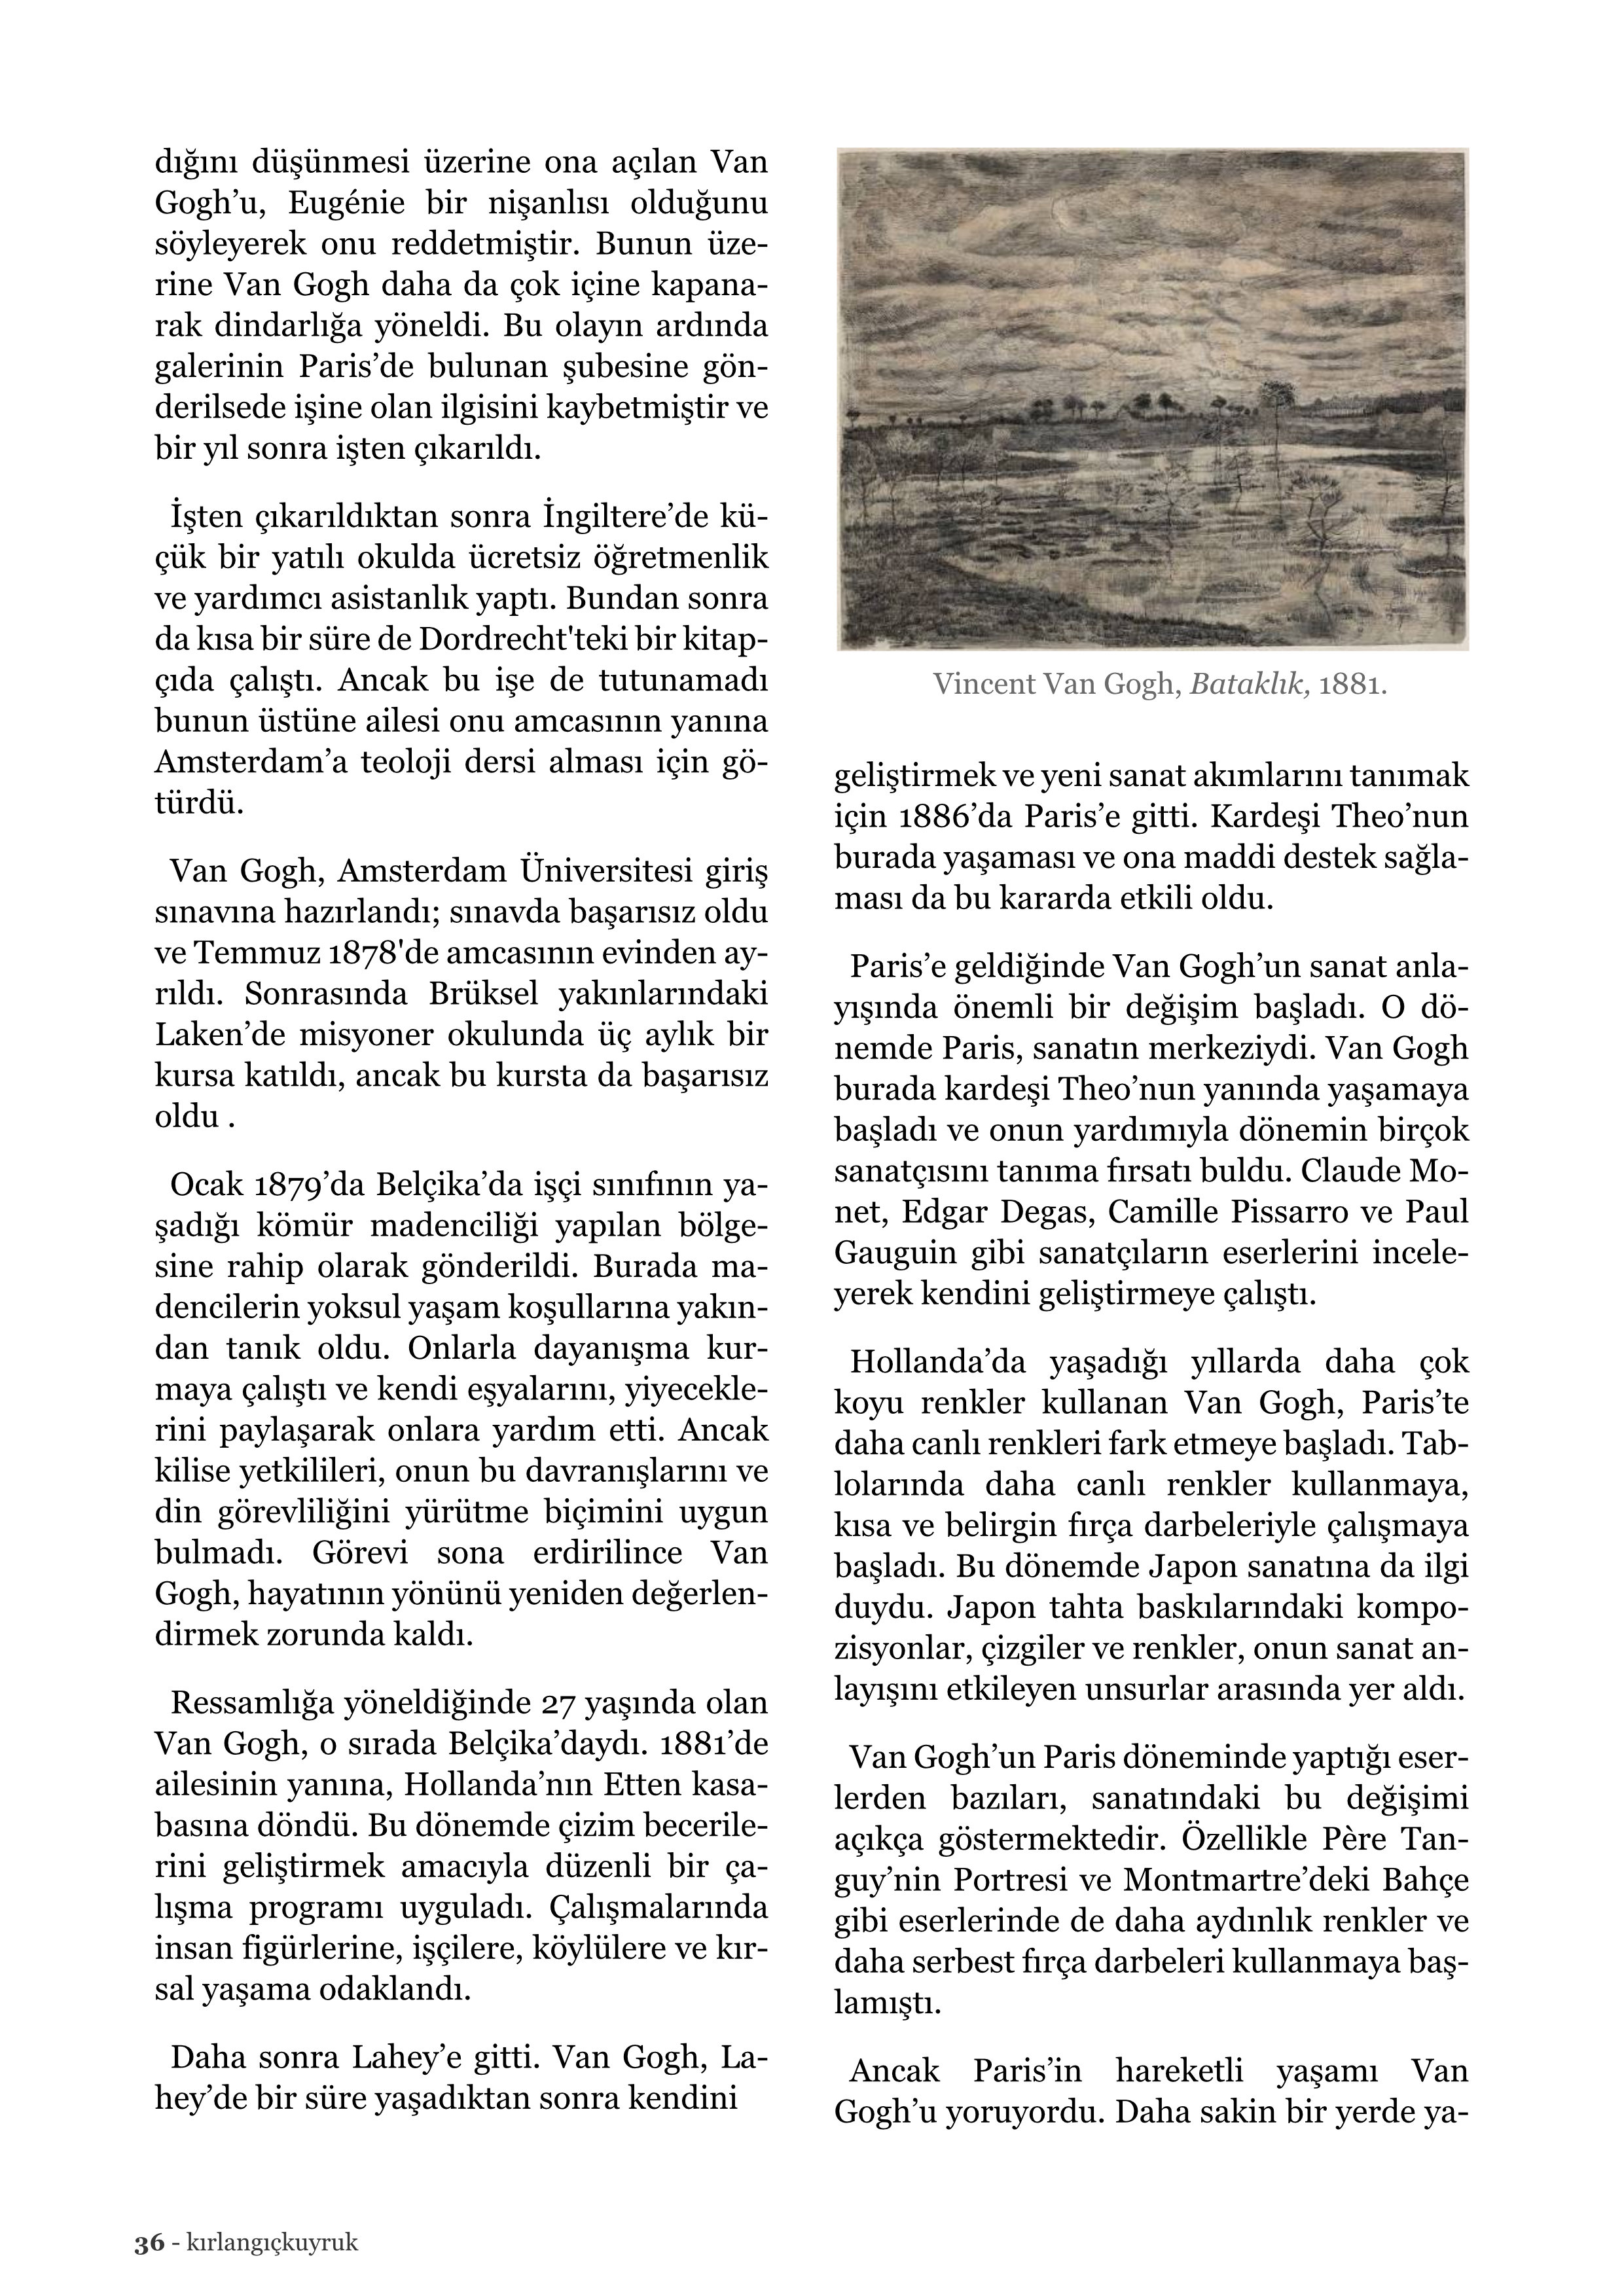 dığını düşünmesi üzerine ona açılan Van
Gogh’u, Eugénie bir nişanlısı olduğunu
söyleyerek onu reddetmiştir. Bunun üze-
rine Van Gogh daha da çok içine kapana-
rak dindarlığa yöneldi. Bu olayın ardında
galerinin Paris’de bulunan şubesine gön-
derilsede işine olan ilgisini kaybetmiştir ve
bir yıl sonra işten çıkarıldı.
İşten çıkarıldıktan sonra İngiltere’de kü-
çük bir yatılı okulda ücretsiz öğretmenlik
ve yardımcı asistanlık yaptı. Bundan sonra
da kısa bir süre de Dordrecht'teki bir kitap-
çıda çalıştı. Ancak bu işe de tutunamadı
bunun üstüne ailesi onu amcasının yanına
Amsterdam’a teoloji dersi alması için gö-
türdü.
Van Gogh, Amsterdam Üniversitesi giriş
sınavına hazırlandı; sınavda başarısız oldu
ve Temmuz 1878'de amcasının evinden ay-
rıldı. Sonrasında Brüksel yakınlarındaki
Laken’de misyoner okulunda üç aylık bir
kursa katıldı, ancak bu kursta da başarısız
oldu .
Ocak 1879’da Belçika’da işçi sınıfının ya-
şadığı kömür madenciliği yapılan bölge-
sine rahip olarak gönderildi. Burada ma-
dencilerin yoksul yaşam koşullarına yakın-
dan tanık oldu. Onlarla dayanışma kur-
maya çalıştı ve kendi eşyalarını, yiyecekle-
rini paylaşarak onlara yardım etti. Ancak
kilise yetkilileri, onun bu davranışlarını ve
din görevliliğini yürütme biçimini uygun
bulmadı. Görevi sona erdirilince Van
Gogh, hayatının yönünü yeniden değerlen-
dirmek zorunda kaldı.
Ressamlığa yöneldiğinde 27 yaşında olan
Van Gogh, o sırada Belçika’daydı. 1881’de
ailesinin yanına, Hollanda’nın Etten kasa-
basına döndü. Bu dönemde çizim becerile-
rini geliştirmek amacıyla düzenli bir ça-
lışma programı uyguladı. Çalışmalarında
insan figürlerine, işçilere, köylülere ve kır-
sal yaşama odaklandı.
Daha sonra Lahey’e gitti. Van Gogh, La-
hey’de bir süre yaşadıktan sonra kendini
Vincent Van Gogh, Bataklık, 1881.
geliştirmek ve yeni sanat akımlarını tanımak
için 1886’da Paris’e gitti. Kardeşi Theo’nun
burada yaşaması ve ona maddi destek sağla-
ması da bu kararda etkili oldu.
Paris’e geldiğinde Van Gogh’un sanat anla-
yışında önemli bir değişim başladı. O dö-
nemde Paris, sanatın merkeziydi. Van Gogh
burada kardeşi Theo’nun yanında yaşamaya
başladı ve onun yardımıyla dönemin birçok
sanatçısını tanıma fırsatı buldu. Claude Mo-
net, Edgar Degas, Camille Pissarro ve Paul
Gauguin gibi sanatçıların eserlerini incele-
yerek kendini geliştirmeye çalıştı.
Hollanda’da yaşadığı yıllarda daha çok
koyu renkler kullanan Van Gogh, Paris’te
daha canlı renkleri fark etmeye başladı. Tab-
lolarında daha canlı renkler kullanmaya,
kısa ve belirgin fırça darbeleriyle çalışmaya
başladı. Bu dönemde Japon sanatına da ilgi
duydu. Japon tahta baskılarındaki kompo-
zisyonlar, çizgiler ve renkler, onun sanat an-
layışını etkileyen unsurlar arasında yer aldı.
Van Gogh’un Paris döneminde yaptığı eser-
lerden bazıları, sanatındaki bu değişimi
açıkça göstermektedir. Özellikle Père Tan-
guy’nin Portresi ve Montmartre’deki Bahçe
gibi eserlerinde de daha aydınlık renkler ve
daha serbest fırça darbeleri kullanmaya baş-
lamıştı.
Ancak Paris’in hareketli yaşamı Van
Gogh’u yoruyordu. Daha sakin bir yerde ya-
36 - kırlangıçkuyruk